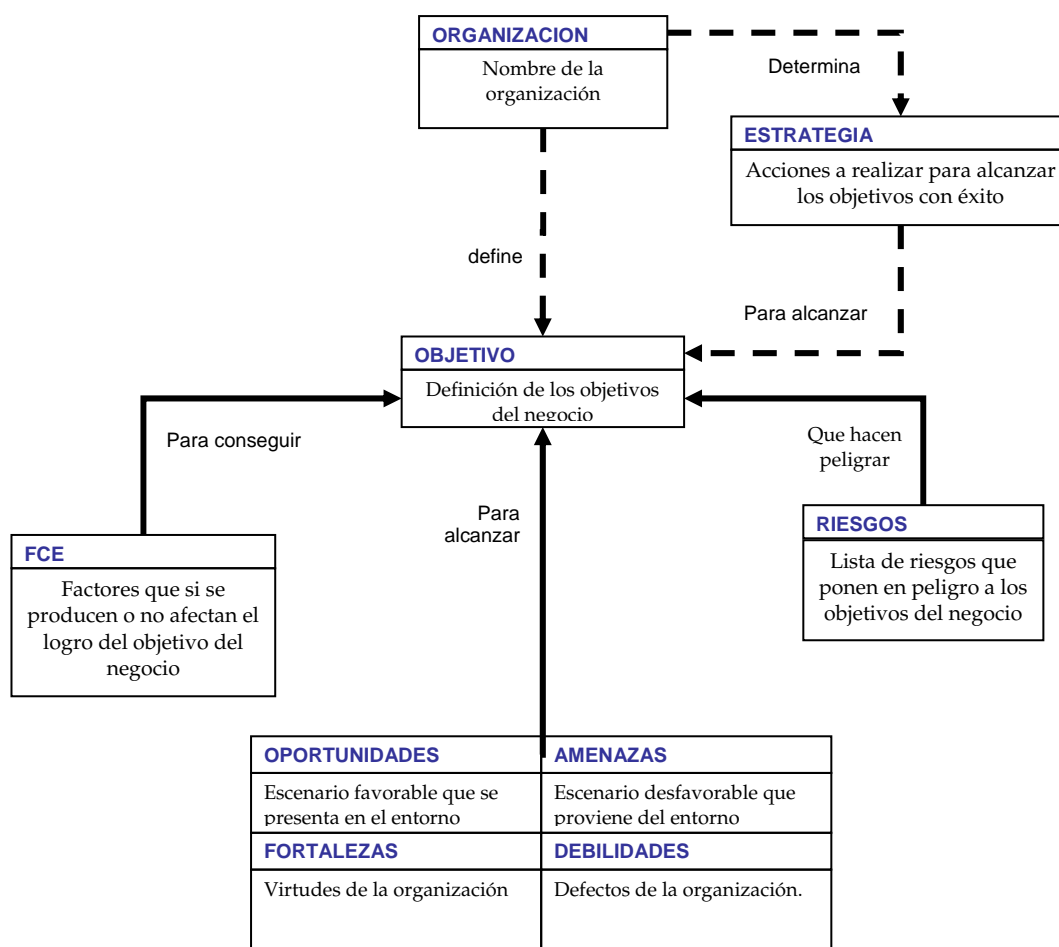 ORGANIZACION
Nombre de la
organización
Determina
ESTRATEGIA
Acciones a realizar para alcanzar
los objetivos con éxito
define
Para alcanzar
OBJETIVO
Definición de los objetivos
del negocio
Para conseguir
Que hacen
peligrar
Para
alcanzar
FCE
Factores que si se
producen o no afectan el
logro del objetivo del
negocio
RIESGOS
Lista de riesgos que
ponen en peligro a los
objetivos del negocio
OPORTUNIDADES
Escenario favorable que se
presenta en el entorno
AMENAZAS
Escenario desfavorable que
proviene del entorno
FORTALEZAS
Virtudes de la organización
DEBILIDADES
Defectos de la organización.